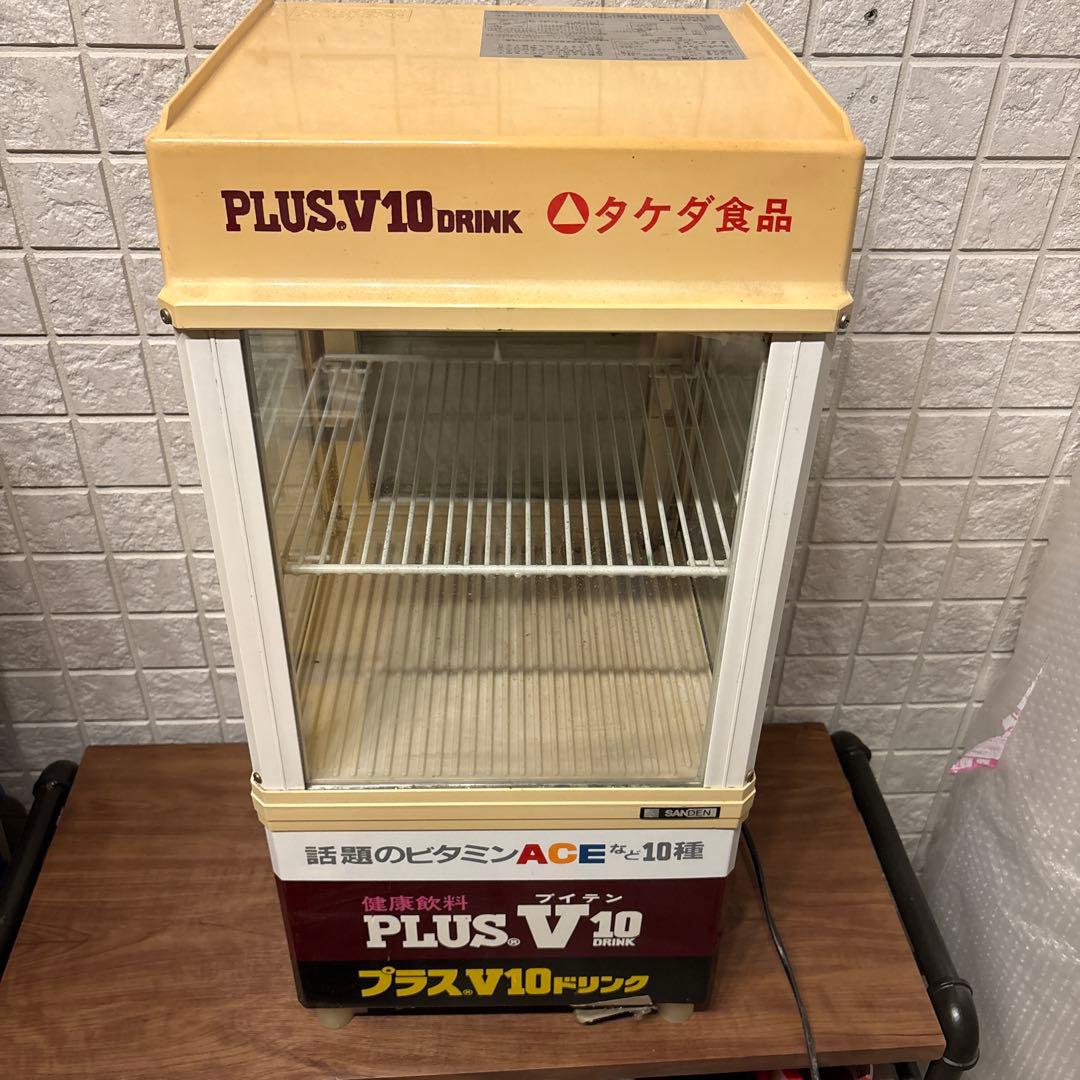 PLUS®V10 DRINK タケダ食品
SANDEN
話題のビタミンACEなど10種
ブイテン
健康飲料
PLUS®V10
DRINK
プラス®V10ドリンク